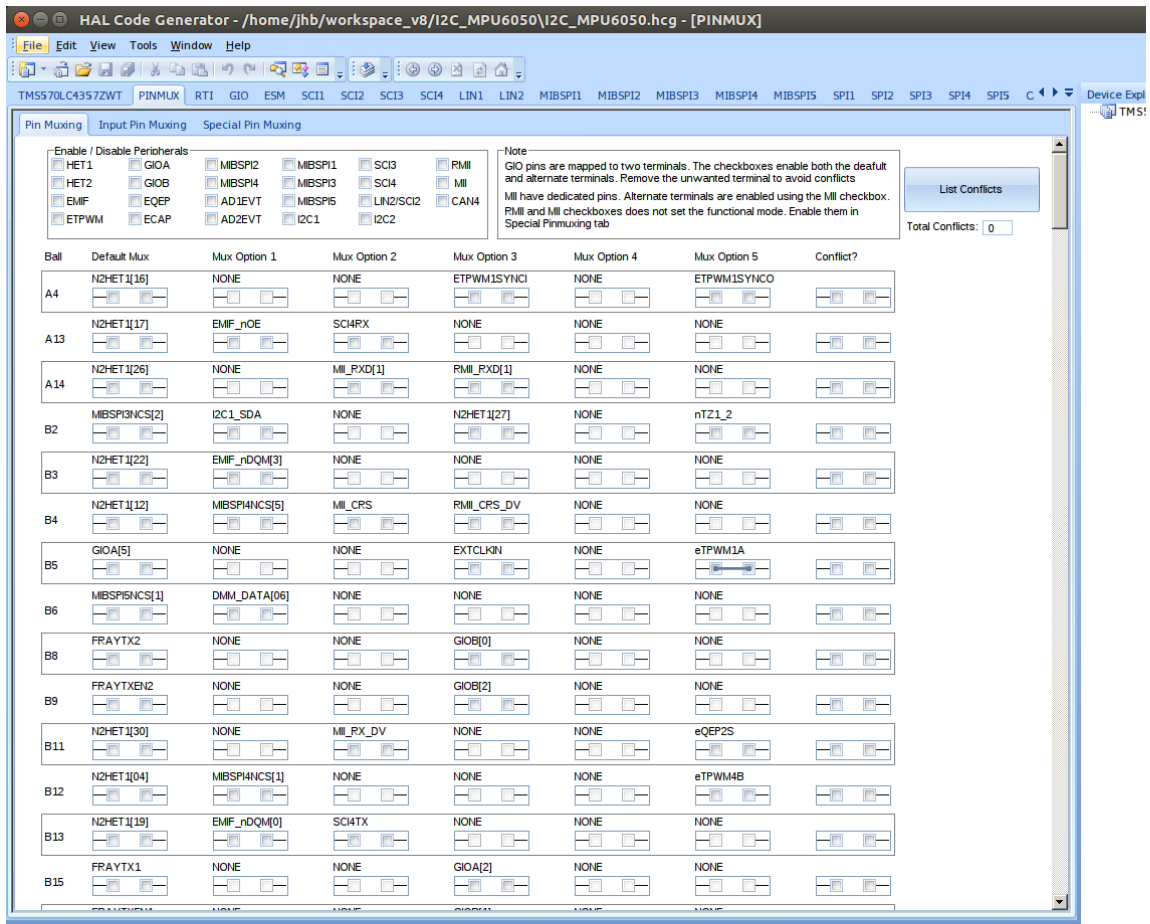 HAL Code Generator - /home/jhb/workspace_v8/I2C_MPU6050\I2C_MPU6050.hcg - [PINMUX]
File Edit View Tools Window Help
TMS570LC4357ZWT PINMUX RTI GIO ESM SCI1 SCI2 SCI3 SCI4 LIN1 LIN2 MIBSPI1 MIBSPI2 MIBSPI3 MIBSPI4 MIBSPI5 SPI1 SPI2 SPI3 SPI4 SPI5 C
Device Expl
TMS5
Pin Muxing Input Pin Muxing Special Pin Muxing
Enable / Disable Peripherals
HET1 GIOA MIBSPI2 MIBSPI1 SCI3 RMII
HET2 GIOB MIBSPI4 MIBSPI3 SCI4 MII
EMIF EQEP AD1EVT MIBSPI5 LIN2/SCI2 CAN4
ETPWM ECAP AD2EVT I2C1 I2C2
Note
GIO pins are mapped to two terminals. The checkboxes enable both the deafult
and alternate terminals. Remove the unwanted terminal to avoid conflicts
MII have dedicated pins. Alternate terminals are enabled using the MII checkbox.
RMII and MII checkboxes does not set the functional mode. Enable them in
Special Pinmuxing tab
List Conflicts
Total Conflicts: 0
Ball Default Mux Mux Option 1 Mux Option 2 Mux Option 3 Mux Option 4 Mux Option 5 Conflict?
N2HET1[16] NONE NONE ETPWM1SYNCI NONE ETPWM1SYNCO
A4
N2HET1[17] EMIF_nOE SCI4RX NONE NONE NONE
A13
N2HET1[26] NONE MII_RXD[1] RMII_RXD[1] NONE NONE
A14
MIBSPI3NCS[2] I2C1_SDA NONE N2HET1[27] NONE nTZ1_2
B2
N2HET1[22] EMIF_nDQM[3] NONE NONE NONE NONE
B3
N2HET1[12] MIBSPI4NCS[5] MII_CRS RMII_CRS_DV NONE NONE
B4
GIOA[5] NONE NONE EXTCLKIN NONE eTPWM1A
B5
MIBSPI5NCS[1] DMM_DATA[06] NONE NONE NONE NONE
B6
FRAYTX2 NONE NONE GIOB[0] NONE NONE
B8
FRAYTXEN2 NONE NONE GIOB[2] NONE NONE
B9
N2HET1[30] NONE MII_RX_DV NONE NONE eQEP2S
B11
N2HET1[04] MIBSPI4NCS[1] NONE NONE NONE eTPWM4B
B12
N2HET1[19] EMIF_nDQM[0] SCI4TX NONE NONE NONE
B13
FRAYTX1 NONE NONE GIOA[2] NONE NONE
B15